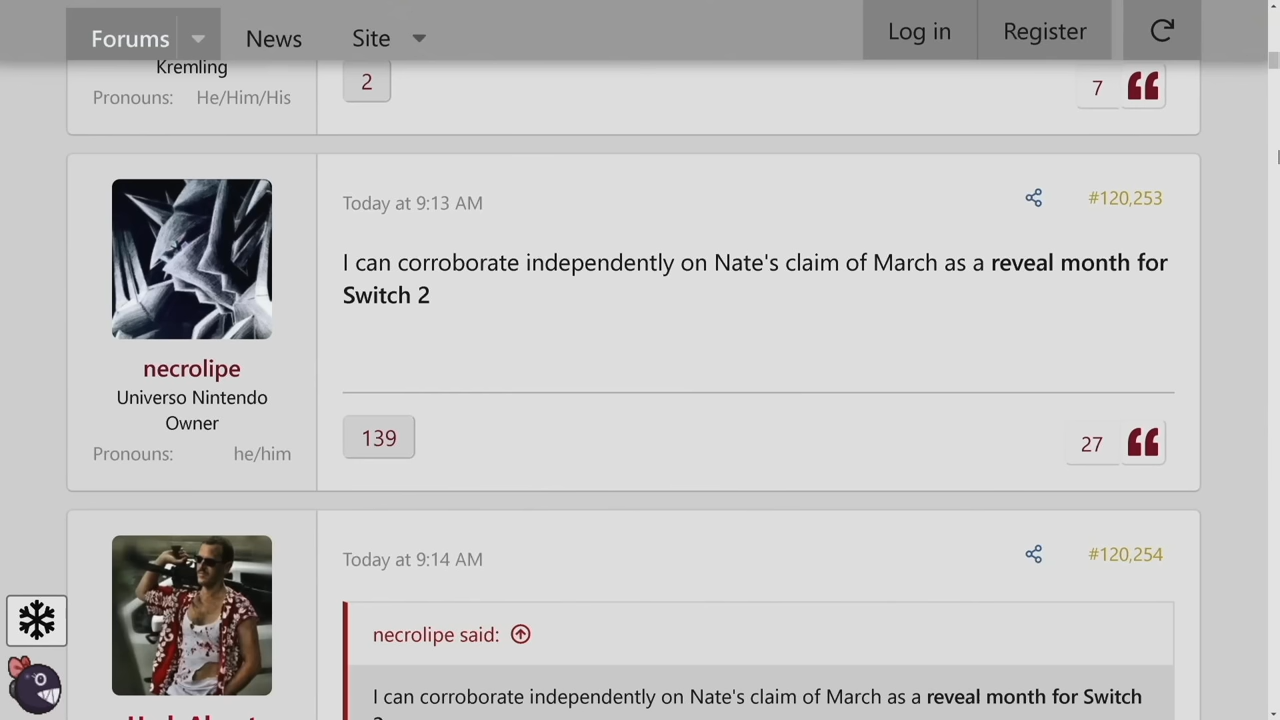 Forums
News
Site
Log in
Register
Kremling
Pronouns: He/Him/His
2
7
Today at 9:13 AM
#120,253
I can corroborate independently on Nate's claim of March as a reveal month for
Switch 2
necrolipe
Universo Nintendo
Owner
Pronouns: he/him
139
27
Today at 9:14 AM
#120,254
necrolipe said:
I can corroborate independently on Nate's claim of March as a reveal month for Switch